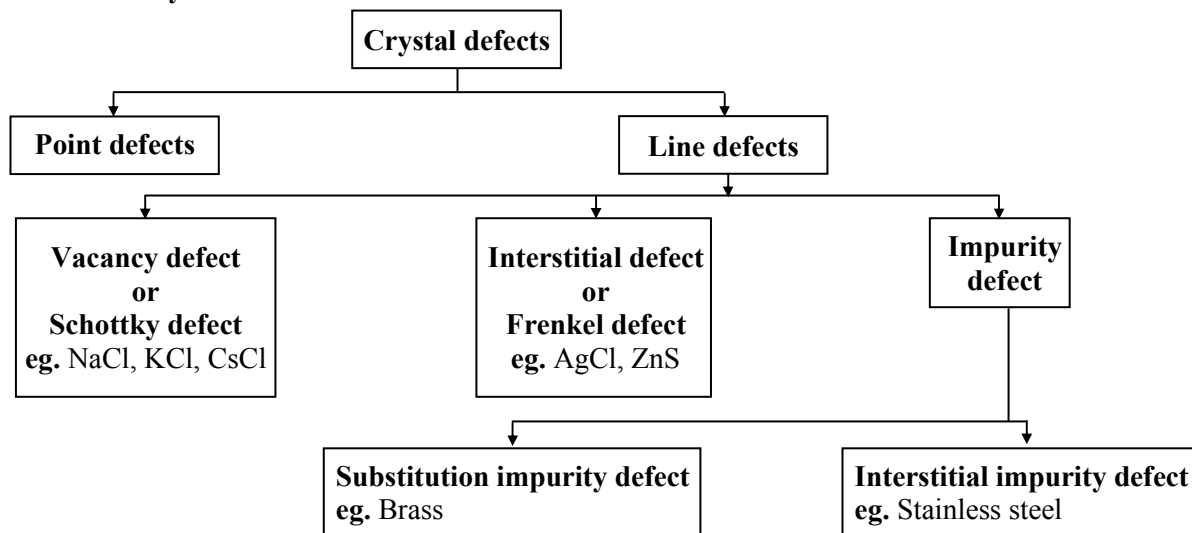 Crystal defects
Point defects
Line defects
Vacancy defect
or
Schottky defect
eg. NaCl, KCl, CsCl
Interstitial defect
or
Frenkel defect
eg. AgCl, ZnS
Impurity
defect
Substitution impurity defect
eg. Brass
Interstitial impurity defect
eg. Stainless steel